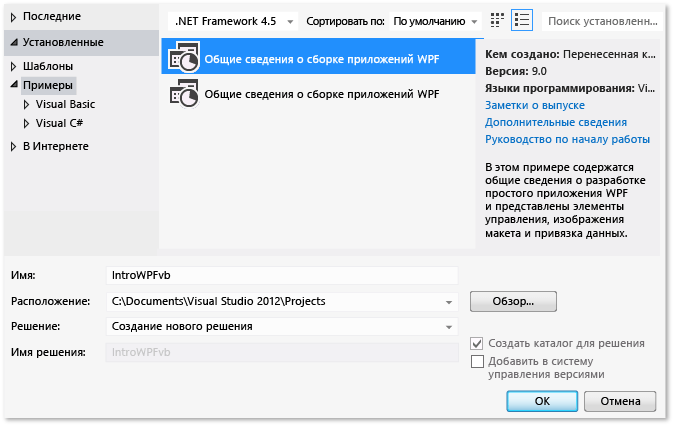 Последние
.NET Framework 4.5
Сортировать по:
По умолчанию
Поиск установленн...
Установленные
Шаблоны
Примеры
Visual Basic
Visual C#
В Интернете
Общие сведения о сборке приложений WPF
Общие сведения о сборке приложений WPF
Кем создано: Перенесенная к...
Версия: 9.0
Языки программирования: Vi...
Заметки о выпуске
Дополнительные сведения
Руководство по началу работы
В этом примере содержатся
общие сведения о разработке
простого приложения WPF
и представлены элементы
управления, изображения
макета и привязка данных.
Имя:
IntroWPFvb
Расположение:
C:\Documents\Visual Studio 2012\Projects
Обзор...
Решение:
Создание нового решения
Имя решения:
IntroWPFvb
Создать каталог для решения
Добавить в систему
управления версиями
ОК
Отмена